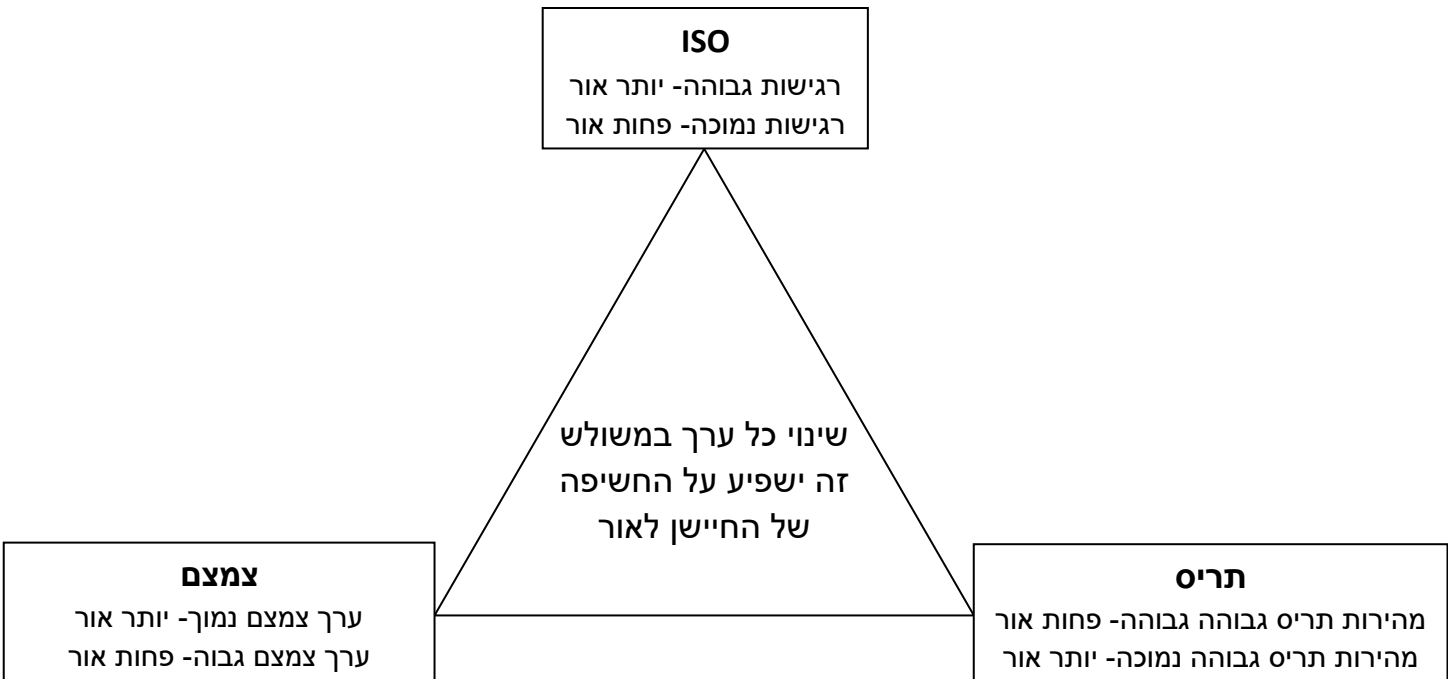 ISO
רגישות גבוהה- יותר אור
רגישות נמוכה- פחות אור
שינוי כל ערך במשולש
זה ישפיע על החשיפה
של החיישן לאור
תריס
מהירות תריס גבוהה גבוהה- פחות אור
מהירות תריס גבוהה נמוכה- יותר אור
צמצם
ערך צמצם נמוך- יותר אור
ערך צמצם גבוה- פחות אור